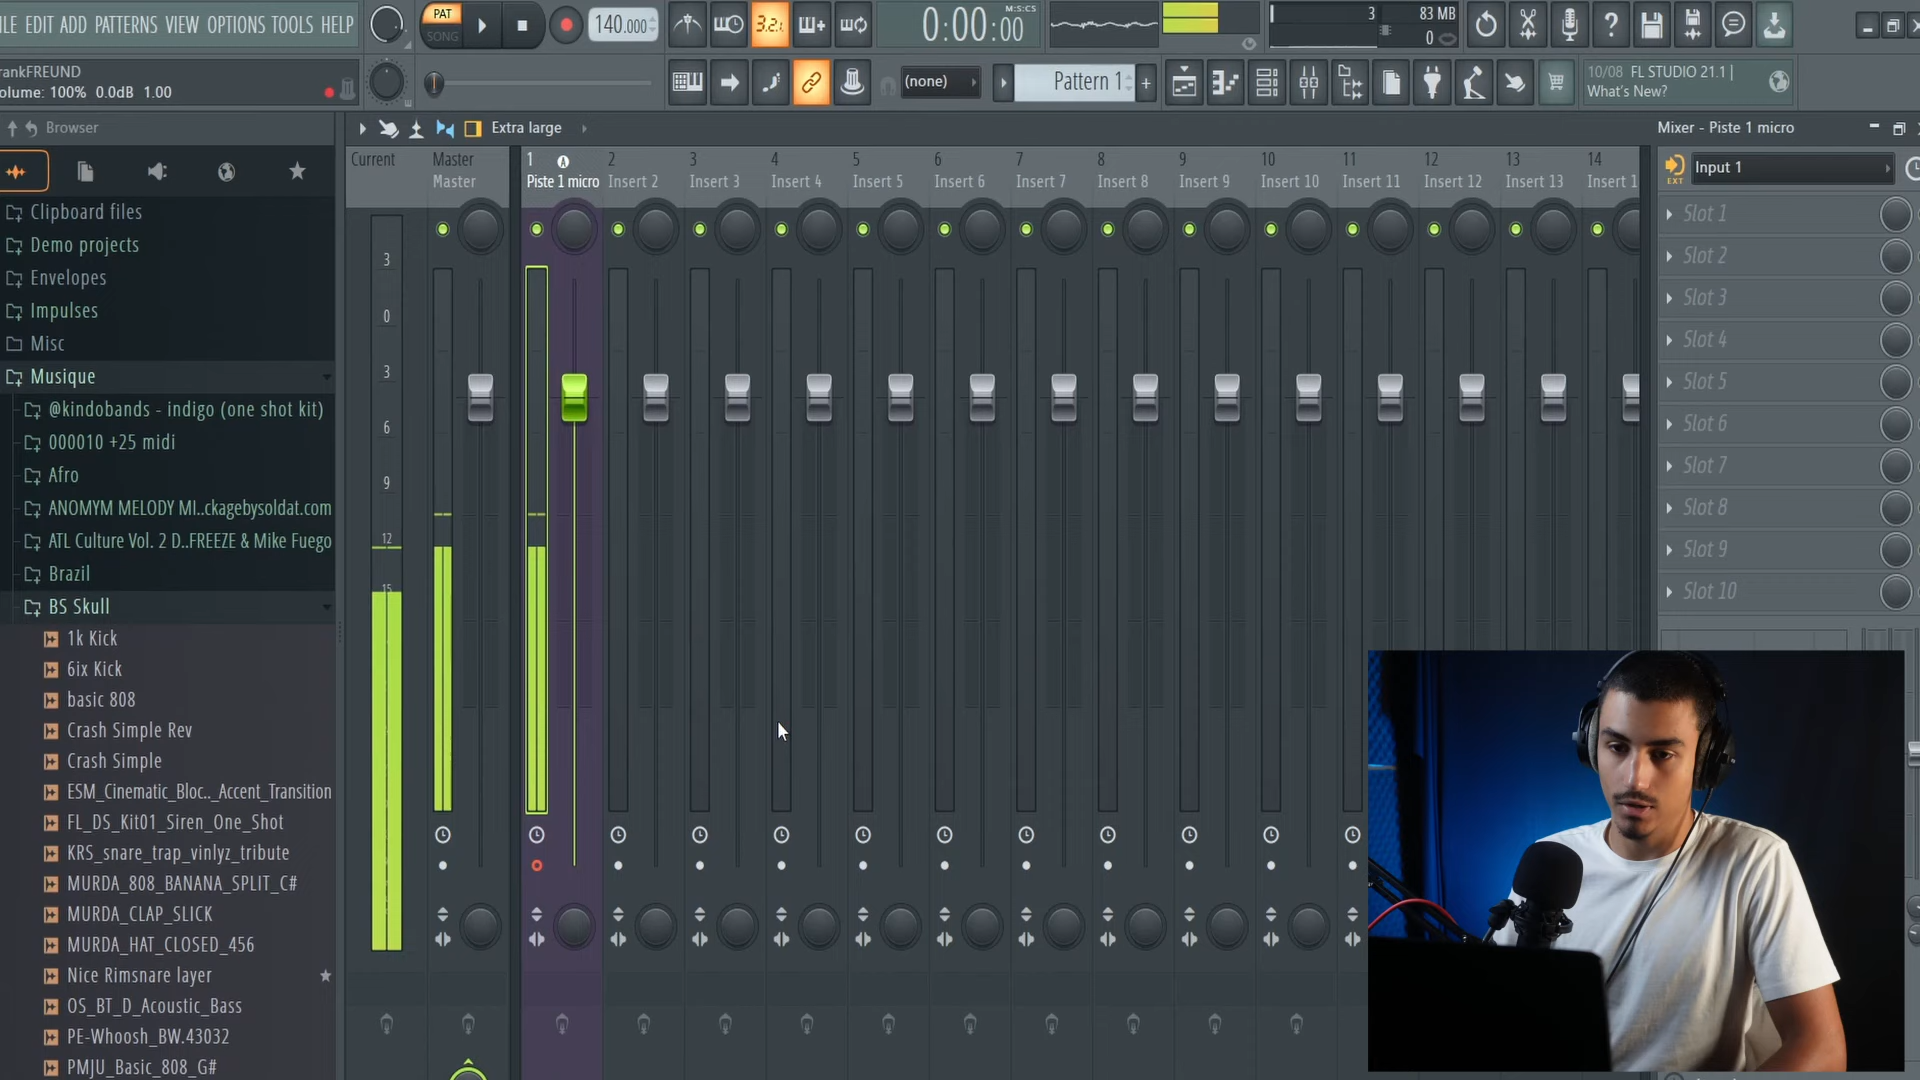 ILE EDIT ADD PATTERNS VIEW OPTIONS TOOLS HELP
PAT
SONG
140.000
3.2.
0:00:00
M:S:CS
3
83 MB
0
rankFREUND
olume: 100% 0.0dB 1.00
(none)
Pattern 1
+
10/08 FL STUDIO 21.1 |
What's New?
Browser
Extra large
Mixer - Piste 1 micro
Clipboard files
Demo projects
Envelopes
Impulses
Misc
Musique
@kindobands - indigo (one shot kit)
000010 +25 midi
Afro
ANOMYM MELODY MI..ckagebysoldat.com
ATL Culture Vol. 2 D..FREEZE & Mike Fuego
Brazil
BS Skull
1k Kick
6ix Kick
basic 808
Crash Simple Rev
Crash Simple
ESM_Cinematic_Bloc.._Accent_Transition
FL_DS_Kit01_Siren_One_Shot
KRS_snare_trap_vinlyz_tribute
MURDA_808_BANANA_SPLIT_C#
MURDA_CLAP_SLICK
MURDA_HAT_CLOSED_456
Nice Rimsnare layer
OS_BT_D_Acoustic_Bass
PE-Whoosh_BW.43032
PMJU_Basic_808_G#
Current
Master
1
2
3
4
5
6
7
8
9
10
11
12
13
14
Master
Piste 1 micro
Insert 2
Insert 3
Insert 4
Insert 5
Insert 6
Insert 7
Insert 8
Insert 9
Insert 10
Insert 11
Insert 12
Insert 13
Insert 1
3
0
3
6
9
12
15
EXT
Input 1
Slot 1
Slot 2
Slot 3
Slot 4
Slot 5
Slot 6
Slot 7
Slot 8
Slot 9
Slot 10